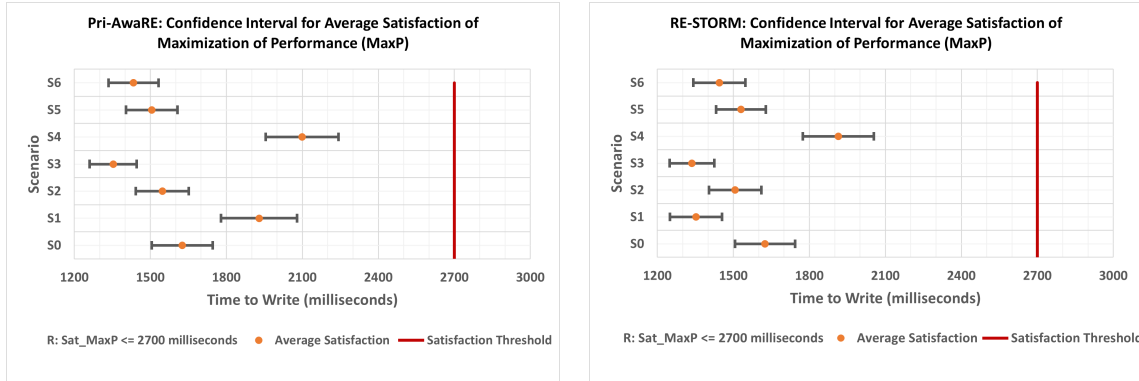 Pri-AwaRE: Confidence Interval for Average Satisfaction of
Maximization of Performance (MaxP)
S6
S5
S4
S3
S2
S1
S0
Scenario
1200 1500 1800 2100 2400 2700 3000
Time to Write (milliseconds)
R: Sat_MaxP <= 2700 milliseconds Average Satisfaction Satisfaction Threshold
RE-STORM: Confidence Interval for Average Satisfaction of
Maximization of Performance (MaxP)
S6
S5
S4
S3
S2
S1
S0
Scenario
1200 1500 1800 2100 2400 2700 3000
Time to Write (milliseconds)
R: Sat_MaxP <= 2700 milliseconds Average Satisfaction Satisfaction Threshold